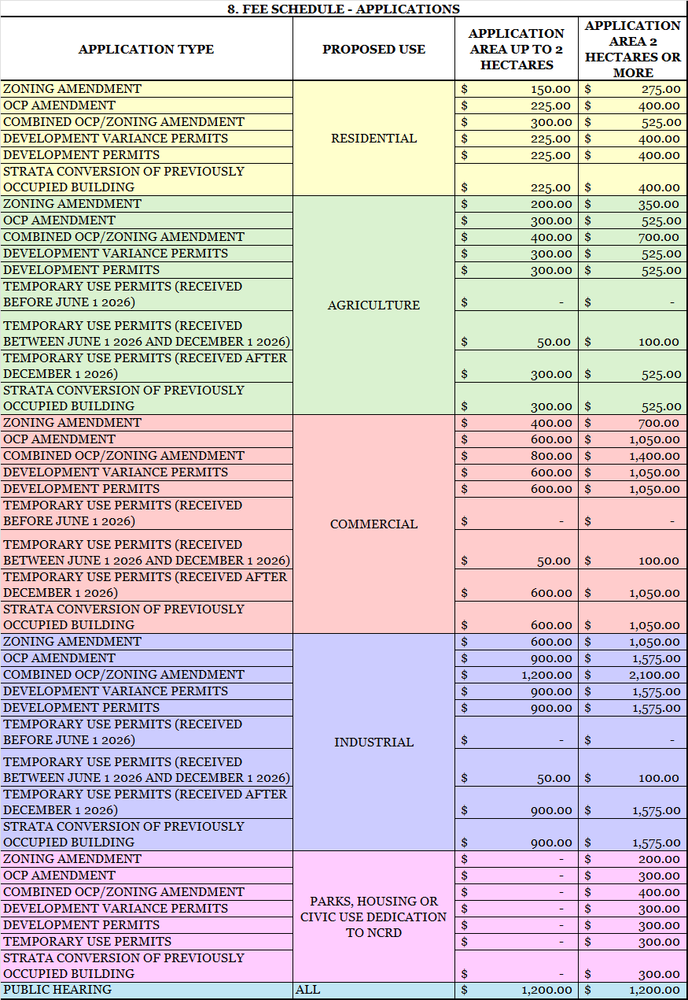 8. FEE SCHEDULE - APPLICATIONS
APPLICATION TYPE
PROPOSED USE
APPLICATION
AREA UP TO 2
HECTARES
APPLICATION
AREA 2
HECTARES OR
MORE
ZONING AMENDMENT $ 150.00 $ 275.00
OCP AMENDMENT $ 225.00 $ 400.00
COMBINED OCP/ZONING AMENDMENT $ 300.00 $ 525.00
DEVELOPMENT VARIANCE PERMITS RESIDENTIAL $ 225.00 $ 400.00
DEVELOPMENT PERMITS $ 225.00 $ 400.00
STRATA CONVERSION OF PREVIOUSLY
OCCUPIED BUILDING $ 225.00 $ 400.00
ZONING AMENDMENT $ 200.00 $ 350.00
OCP AMENDMENT $ 300.00 $ 525.00
COMBINED OCP/ZONING AMENDMENT $ 400.00 $ 700.00
DEVELOPMENT VARIANCE PERMITS $ 300.00 $ 525.00
DEVELOPMENT PERMITS $ 300.00 $ 525.00
TEMPORARY USE PERMITS (RECEIVED
BEFORE JUNE 1 2026) AGRICULTURE $ - $ -
TEMPORARY USE PERMITS (RECEIVED
BETWEEN JUNE 1 2026 AND DECEMBER 1 2026) $ 50.00 $ 100.00
TEMPORARY USE PERMITS (RECEIVED AFTER
DECEMBER 1 2026) $ 300.00 $ 525.00
STRATA CONVERSION OF PREVIOUSLY
OCCUPIED BUILDING $ 300.00 $ 525.00
ZONING AMENDMENT $ 400.00 $ 700.00
OCP AMENDMENT $ 600.00 $ 1,050.00
COMBINED OCP/ZONING AMENDMENT $ 800.00 $ 1,400.00
DEVELOPMENT VARIANCE PERMITS $ 600.00 $ 1,050.00
DEVELOPMENT PERMITS $ 600.00 $ 1,050.00
TEMPORARY USE PERMITS (RECEIVED
BEFORE JUNE 1 2026) COMMERCIAL $ - $ -
TEMPORARY USE PERMITS (RECEIVED
BETWEEN JUNE 1 2026 AND DECEMBER 1 2026) $ 50.00 $ 100.00
TEMPORARY USE PERMITS (RECEIVED AFTER
DECEMBER 1 2026) $ 600.00 $ 1,050.00
STRATA CONVERSION OF PREVIOUSLY
OCCUPIED BUILDING $ 600.00 $ 1,050.00
ZONING AMENDMENT $ 600.00 $ 1,050.00
OCP AMENDMENT $ 900.00 $ 1,575.00
COMBINED OCP/ZONING AMENDMENT $ 1,200.00 $ 2,100.00
DEVELOPMENT VARIANCE PERMITS $ 900.00 $ 1,575.00
DEVELOPMENT PERMITS $ 900.00 $ 1,575.00
TEMPORARY USE PERMITS (RECEIVED
BEFORE JUNE 1 2026) INDUSTRIAL $ - $ -
TEMPORARY USE PERMITS (RECEIVED
BETWEEN JUNE 1 2026 AND DECEMBER 1 2026) $ 50.00 $ 100.00
TEMPORARY USE PERMITS (RECEIVED AFTER
DECEMBER 1 2026) $ 900.00 $ 1,575.00
STRATA CONVERSION OF PREVIOUSLY
OCCUPIED BUILDING $ 900.00 $ 1,575.00
ZONING AMENDMENT $ - $ 200.00
OCP AMENDMENT $ - $ 300.00
COMBINED OCP/ZONING AMENDMENT $ - $ 400.00
PARKS, HOUSING OR
CIVIC USE DEDICATION
TO NCRD
DEVELOPMENT VARIANCE PERMITS $ - $ 300.00
DEVELOPMENT PERMITS $ - $ 300.00
TEMPORARY USE PERMITS $ - $ 300.00
STRATA CONVERSION OF PREVIOUSLY
OCCUPIED BUILDING $ - $ 300.00
PUBLIC HEARING ALL $ 1,200.00 $ 1,200.00